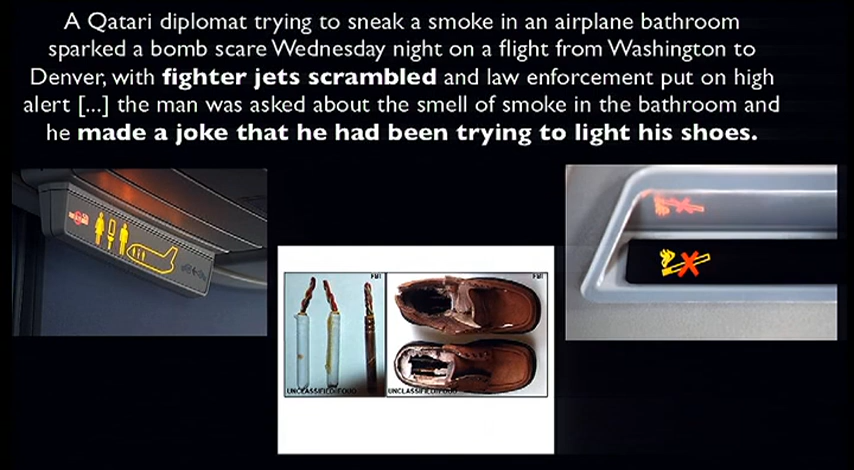 A Qatari diplomat trying to sneak a smoke in an airplane bathroom
sparked a bomb scare Wednesday night on a flight from Washington to
Denver, with fighter jets scrambled and law enforcement put on high
alert [...] the man was asked about the smell of smoke in the bathroom and
he made a joke that he had been trying to light his shoes.
FBI
FBI
UNCLASSIFIED//FOUO
UNCLASSIFIED//FOUO